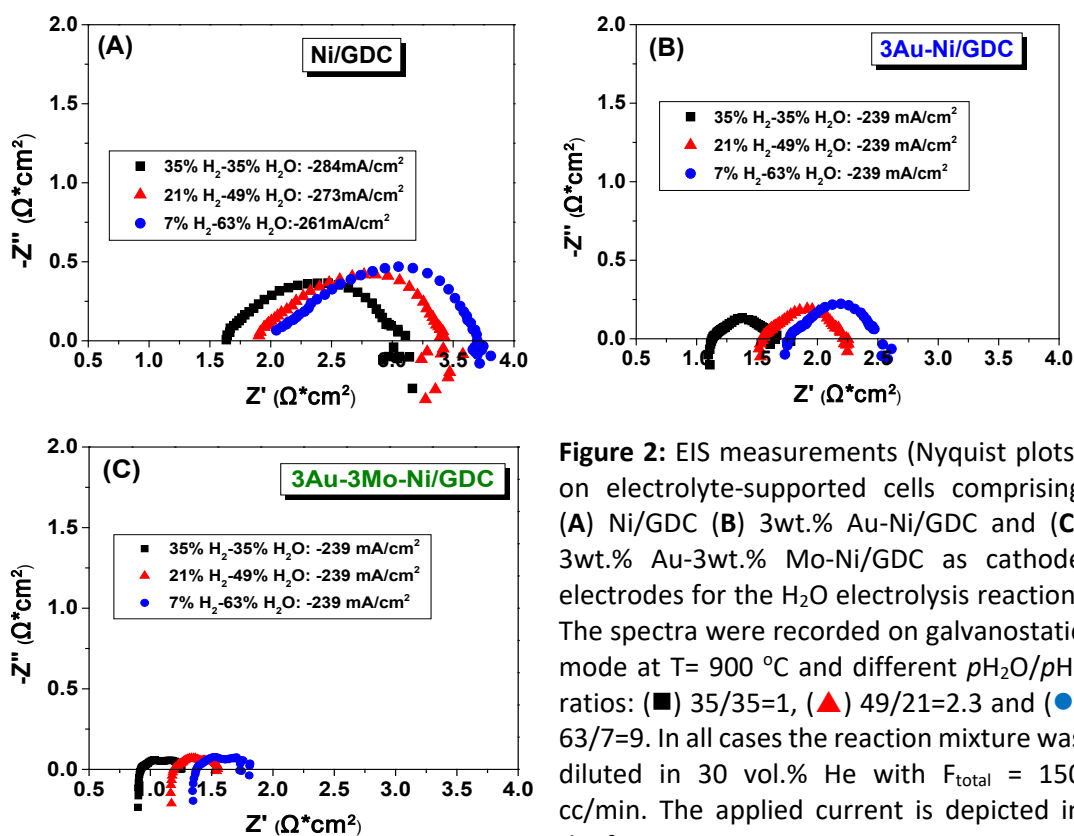 (A)
Ni/GDC
35% H₂-35% H₂O: -284mA/cm²
21% H₂-49% H₂O: -273mA/cm²
7% H₂-63% H₂O:-261mA/cm²
-Z'' (Ω*cm²)
2.0
1.5
1.0
0.5
0.0
0.5 1.0 1.5 2.0 2.5 3.0 3.5 4.0
Z' (Ω*cm²)
(B)
3Au-Ni/GDC
35% H₂-35% H₂O: -239 mA/cm²
21% H₂-49% H₂O: -239 mA/cm²
7% H₂-63% H₂O: -239 mA/cm²
-Z'' (Ω*cm²)
2.0
1.5
1.0
0.5
0.0
0.5 1.0 1.5 2.0 2.5 3.0 3.5 4.0
Z' (Ω*cm²)
(C)
3Au-3Mo-Ni/GDC
35% H₂-35% H₂O: -239 mA/cm²
21% H₂-49% H₂O: -239 mA/cm²
7% H₂-63% H₂O: -239 mA/cm²
-Z'' (Ω*cm²)
2.0
1.5
1.0
0.5
0.0
0.5 1.0 1.5 2.0 2.5 3.0 3.5 4.0
Z' (Ω*cm²)
Figure 2: EIS measurements (Nyquist plots
on electrolyte-supported cells comprising
(A) Ni/GDC (B) 3wt.% Au-Ni/GDC and (C
3wt.% Au-3wt.% Mo-Ni/GDC as cathode
electrodes for the H₂O electrolysis reaction
The spectra were recorded on galvanostatic
mode at T= 900 °C and different pH₂O/pH
ratios: (■) 35/35=1, (▲) 49/21=2.3 and (●
63/7=9. In all cases the reaction mixture was
diluted in 30 vol.% He with F_total = 150
cc/min. The applied current is depicted in